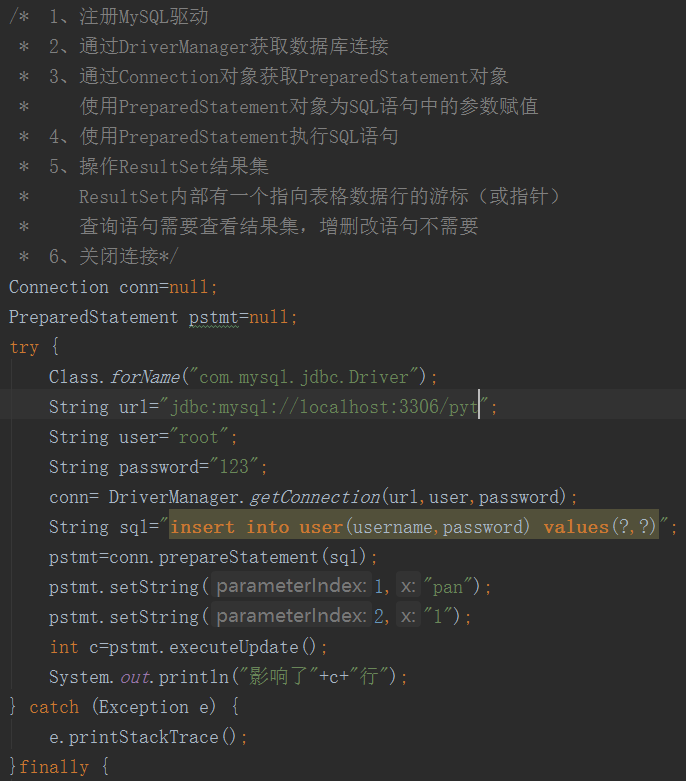 /* 1、注册MySQL驱动
* 2、通过DriverManager获取数据库连接
* 3、通过Connection对象获取PreparedStatement对象
* 使用PreparedStatement对象为SQL语句中的参数赋值
* 4、使用PreparedStatement执行SQL语句
* 5、操作ResultSet结果集
* ResultSet内部有一个指向表格数据行的游标（或指针）
* 查询语句需要查看结果集，增删改语句不需要
* 6、关闭连接*/
Connection conn=null;
PreparedStatement pstmt=null;
try {
Class.forName("com.mysql.jdbc.Driver");
String url="jdbc:mysql://localhost:3306/pyt";
String user="root";
String password="123";
conn= DriverManager.getConnection(url,user,password);
String sql="insert into user(username,password) values(?,?)";
pstmt=conn.prepareStatement(sql);
pstmt.setString( parameterIndex: 1, x: "pan");
pstmt.setString( parameterIndex: 2, x: "1");
int c=pstmt.executeUpdate();
System.out.println("影响了"+c+"行");
} catch (Exception e) {
e.printStackTrace();
}finally {